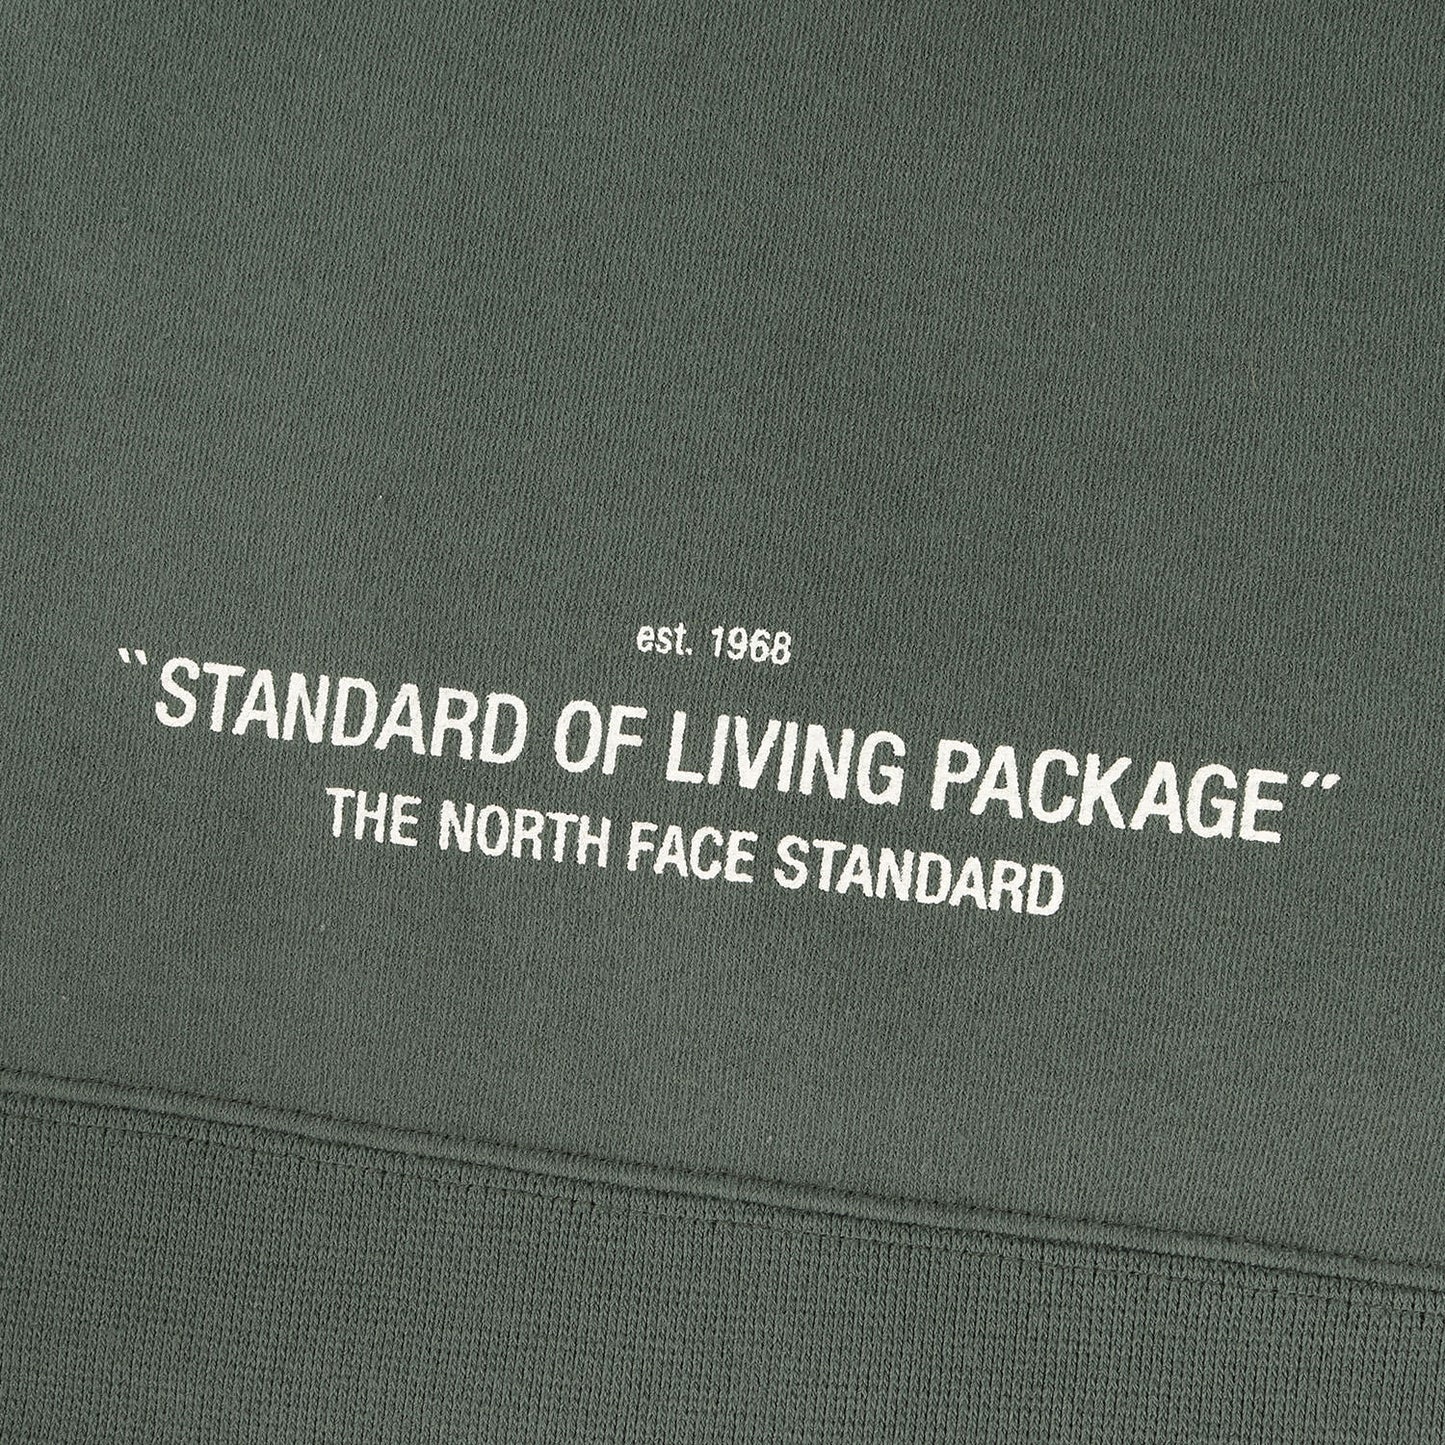 est. 1968
“STANDARD OF LIVING PACKAGE”
THE NORTH FACE STANDARD